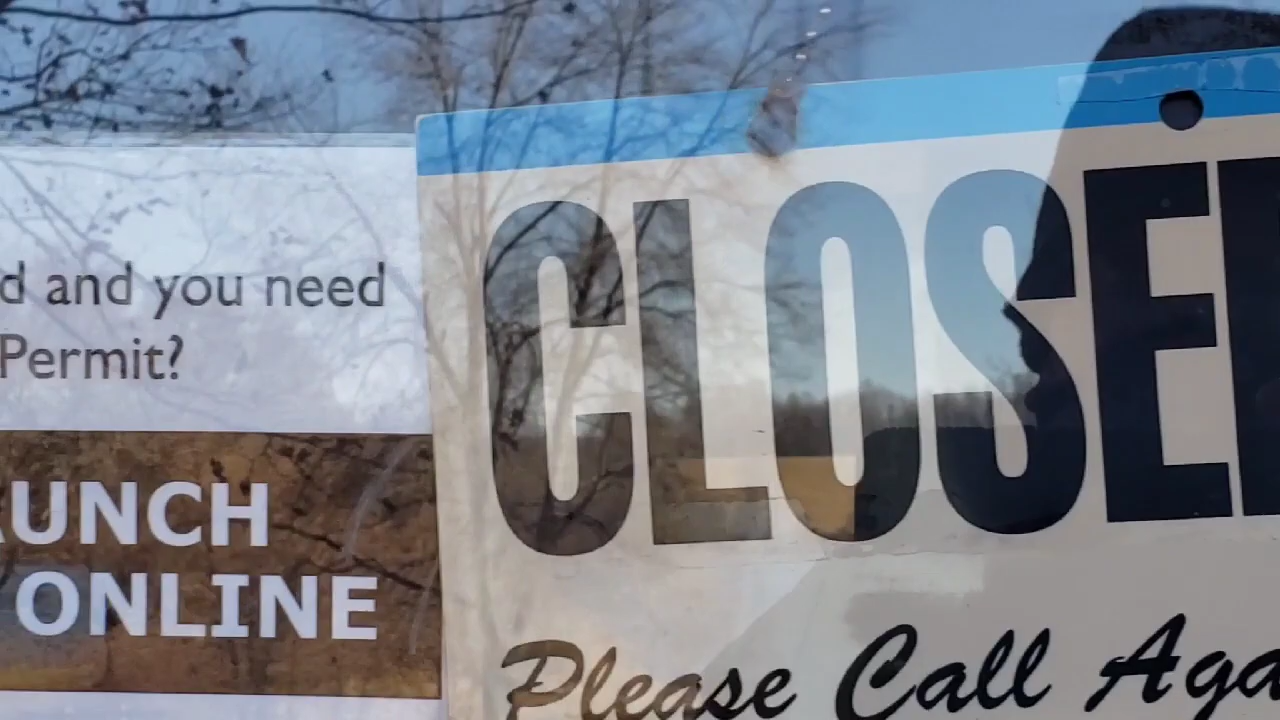 d and you need
Permit?
AUNCH
ONLINE
CLOSE
Please Call Aga